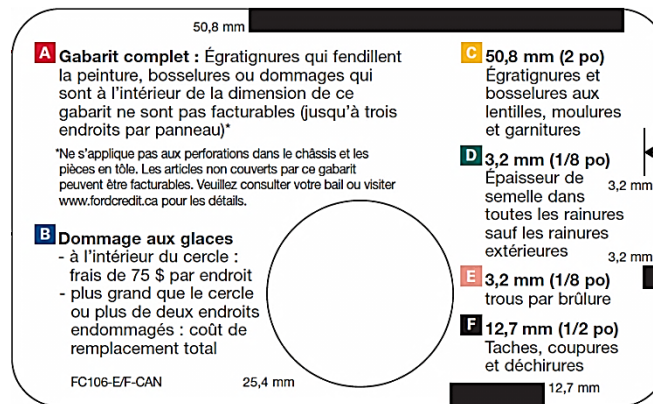 50,8 mm
A Gabarit complet : Égratignures qui fendillent
la peinture, bosselures ou dommages qui
sont à l'intérieur de la dimension de ce
gabarit ne sont pas facturables (jusqu'à trois
endroits par panneau)*
*Ne s'applique pas aux perforations dans le châssis et les
pièces en tôle. Les articles non couverts par ce gabarit
peuvent être facturables. Veuillez consulter votre bail ou visiter
www.fordcredit.ca pour les détails.
B Dommage aux glaces
- à l'intérieur du cercle :
frais de 75 $ par endroit
- plus grand que le cercle
ou plus de deux endroits
endommagés : coût de
remplacement total
FC106-E/F-CAN
25,4 mm
C 50,8 mm (2 po)
Égratignures et
bosselures aux
lentilles, moulures
et garnitures
D 3,2 mm (1/8 po)
Épaisseur de
semelle dans
toutes les rainures
sauf les rainures
extérieures
3,2 mm
3,2 mm
E 3,2 mm (1/8 po)
trous par brûlure
F 12,7 mm (1/2 po)
Taches, coupures
et déchirures
12,7 mm